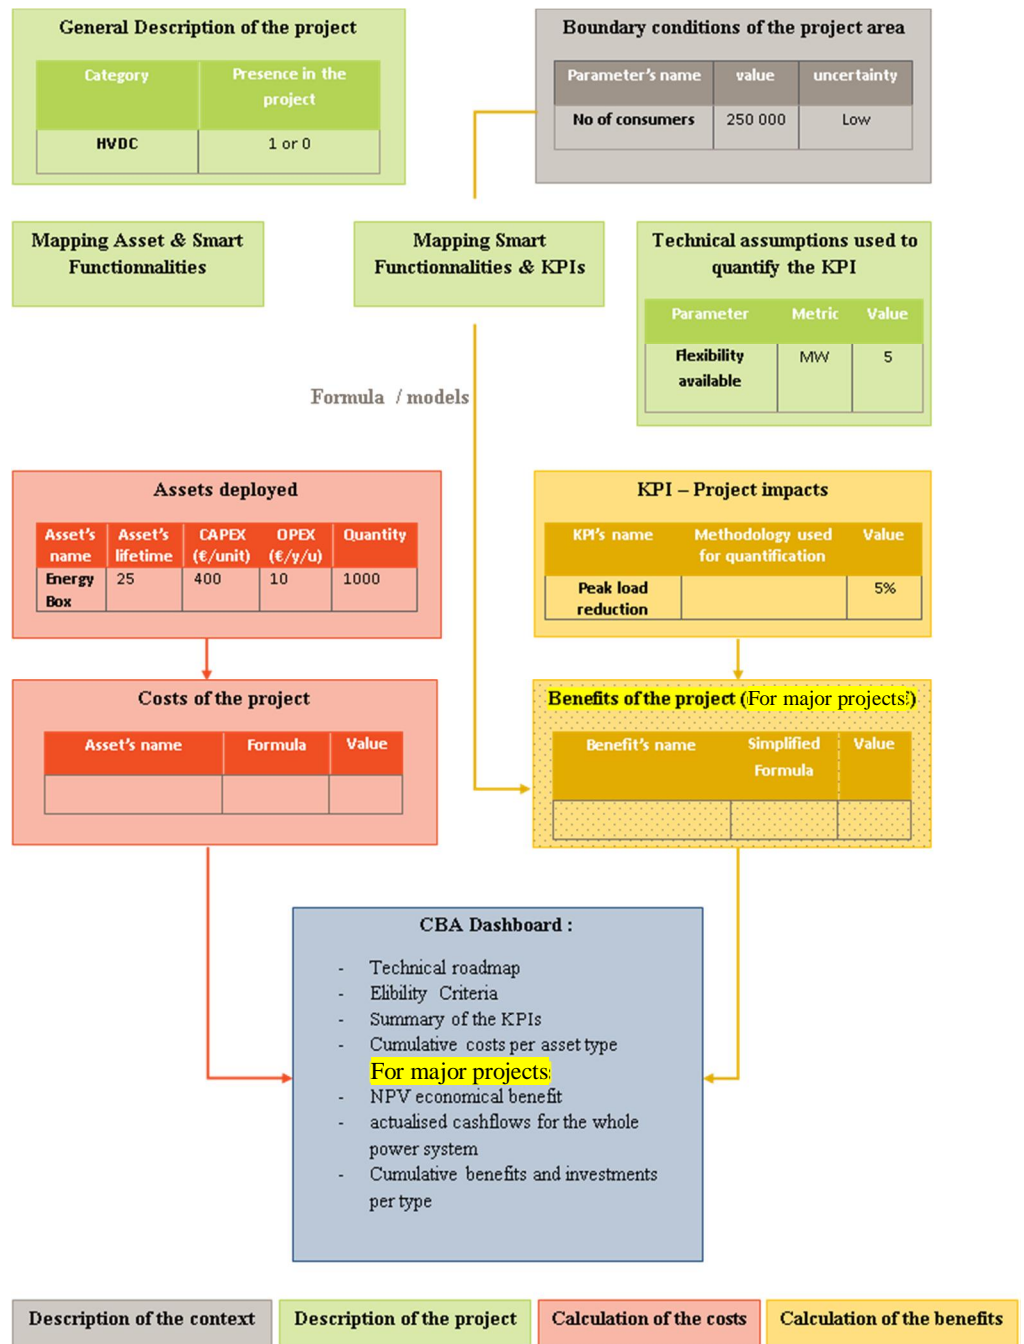 General Description of the project
Category
Presence in the
project
HVDC
1 or 0
Boundary conditions of the project area
Parameter's name
value
uncertainty
No of consumers
250 000
Low
Mapping Asset & Smart
Functionnalities
Mapping Smart
Functionnalities & KPIs
Technical assumptions used to
quantify the KPI
Parameter
Metric
Value
Flexibility
available
MW
5
Formula / models
Assets deployed
Asset's
name
Asset's
lifetime
CAPEX
(€/unit)
OPEX
(€/y/u)
Quantity
Energy
Box
25
400
10
1000
KPI – Project impacts
KPI's name
Methodology used
for quantification
Value
Peak load
reduction
5%
Costs of the project
Asset's name
Formula
Value
Benefits of the project (For major projects:)
Benefit's name
Simplified
Formula
Value
CBA Dashboard :
- Technical roadmap
- Elibility Criteria
- Summary of the KPIs
- Cumulative costs per asset type
For major projects:
- NPV economical benefit
- actualised cashflows for the whole
power system
- Cumulative benefits and investments
per type
Description of the context
Description of the project
Calculation of the costs
Calculation of the benefits